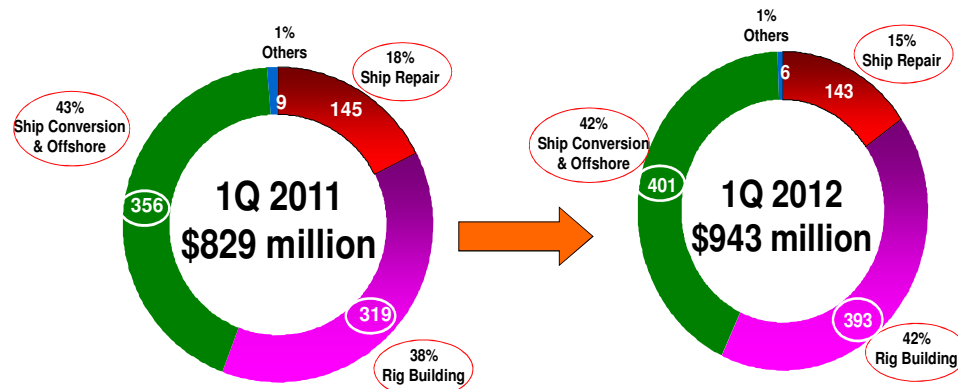 1%
Others
18%
Ship Repair
9
145
43%
Ship Conversion
& Offshore
356
1Q 2011
$829 million
319
38%
Rig Building
1%
Others
15%
Ship Repair
6
143
42%
Ship Conversion
& Offshore
401
1Q 2012
$943 million
393
42%
Rig Building